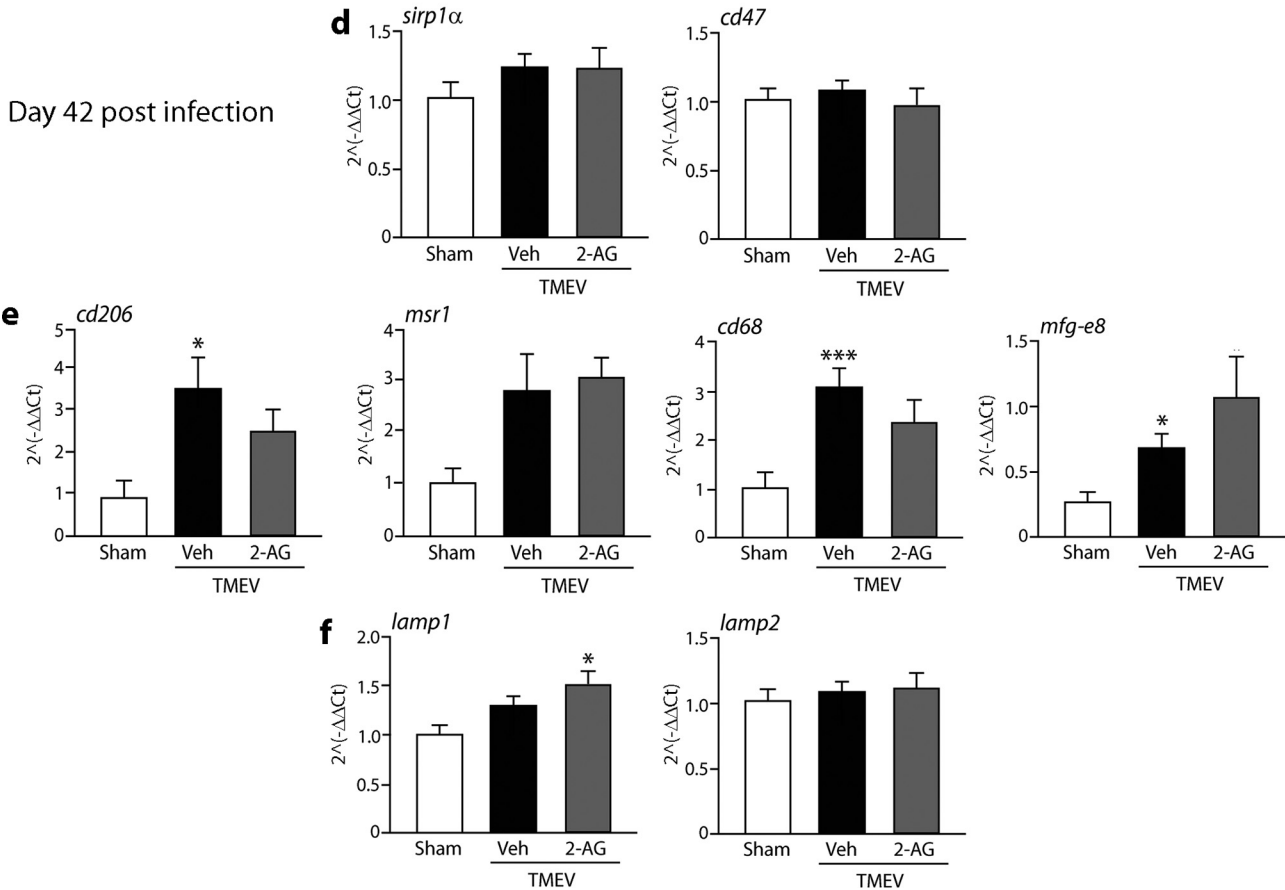 d
sirp1α
cd47
Day 42 post infection
2^(-ΔΔCt)
1.5
1.0
0.5
0
Sham Veh 2-AG
TMEV
2^(-ΔΔCt)
1.5
1.0
0.5
0
Sham Veh 2-AG
TMEV
e
cd206
2^(-ΔΔCt)
5
4
3
2
1
0
*
Sham Veh 2-AG
TMEV
msr1
2^(-ΔΔCt)
4
3
2
1
0
Sham Veh 2-AG
TMEV
cd68
2^(-ΔΔCt)
4
3
2
1
0
***
Sham Veh 2-AG
TMEV
mfg-e8
2^(-ΔΔCt)
1.5
1.0
0.5
0
*
Sham Veh 2-AG
TMEV
f
lamp1
2^(-ΔΔCt)
2.0
1.5
1.0
0.5
0
*
Sham Veh 2-AG
TMEV
lamp2
2^(-ΔΔCt)
1.5
1.0
0.5
0
Sham Veh 2-AG
TMEV